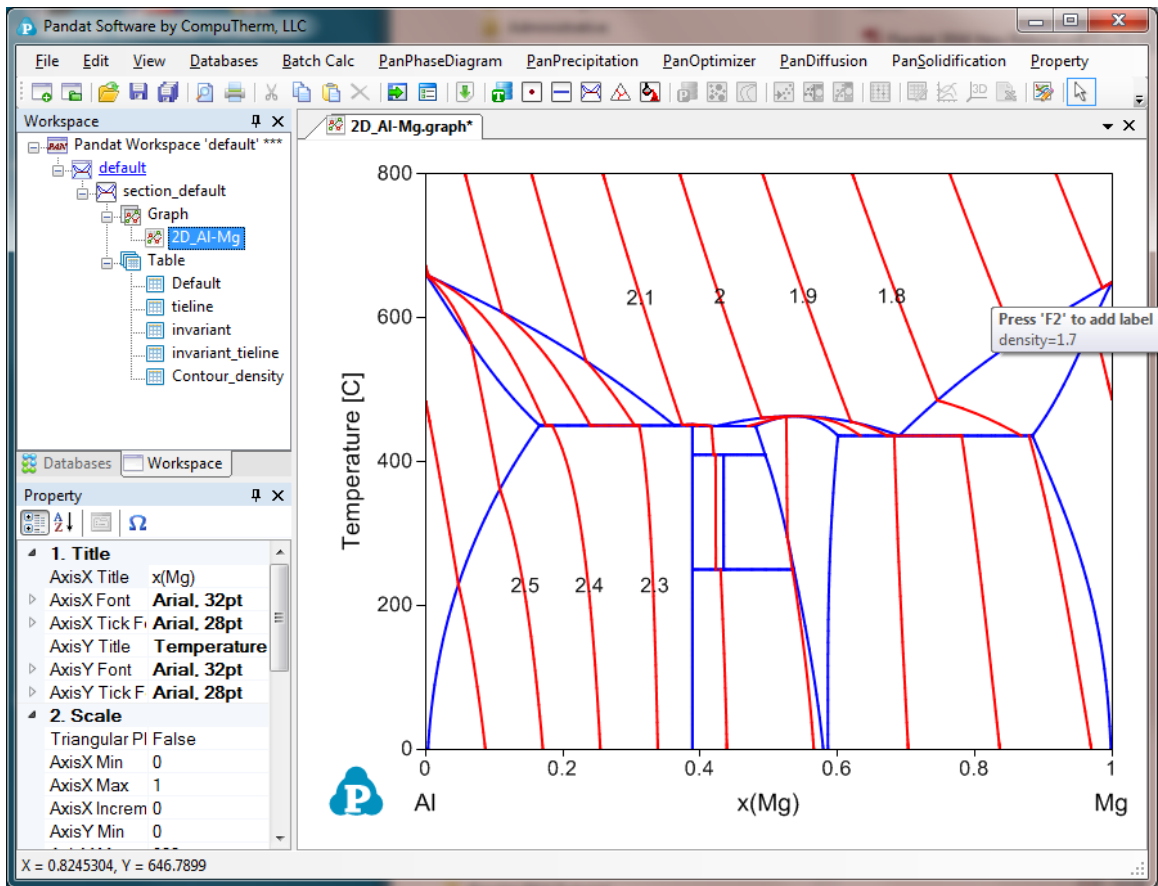 Pandat Software by CompuTherm, LLC
File Edit View Databases Batch Calc PanPhaseDiagram PanPrecipitation PanOptimizer PanDiffusion PanSolidification Property
Workspace
Pandat Workspace 'default' ***
default
section_default
Graph
2D_Al-Mg
Table
Default
tieline
invariant
invariant_tieline
Contour_density
Databases Workspace
Property
1. Title
AxisX Title x(Mg)
AxisX Font Arial, 32pt
AxisX Tick F Arial, 28pt
AxisY Title Temperature
AxisY Font Arial, 32pt
AxisY Tick F Arial, 28pt
2. Scale
Triangular Pl False
AxisX Min 0
AxisX Max 1
AxisX Increm 0
AxisY Min 0
2D_Al-Mg.graph*
800
600
400
200
0
Temperature [C]
2.1 2 1.9 1.8
Press 'F2' to add label
density=1.7
2.5 2.4 2.3
0 0.2 0.4 0.6 0.8 1
Al x(Mg) Mg
P
X = 0.8245304, Y = 646.7899